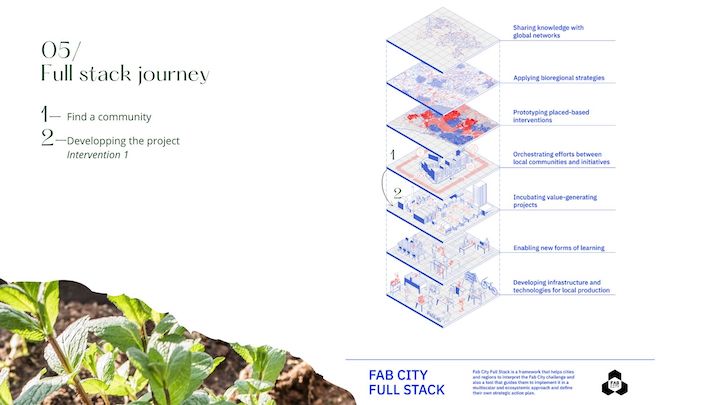 05/
Full stack journey
1— Find a community
2—Developping the project
Intervention 1
Sharing knowledge with
global networks
Applying bioregional strategies
Prototyping placed-based
interventions
1
Orchestrating efforts between
local communities and initiatives
2
Incubating value-generating
projects
Enabling new forms of learning
Developing infrastructure and
technologies for local production
FAB CITY
FULL STACK
Fab City Full Stack is a framework that helps cities
and regions to interpret the Fab City challenge and
also a tool that guides them to implement it in a
multiscalar and ecosystemic approach and define
their own strategic action plan.
FAB